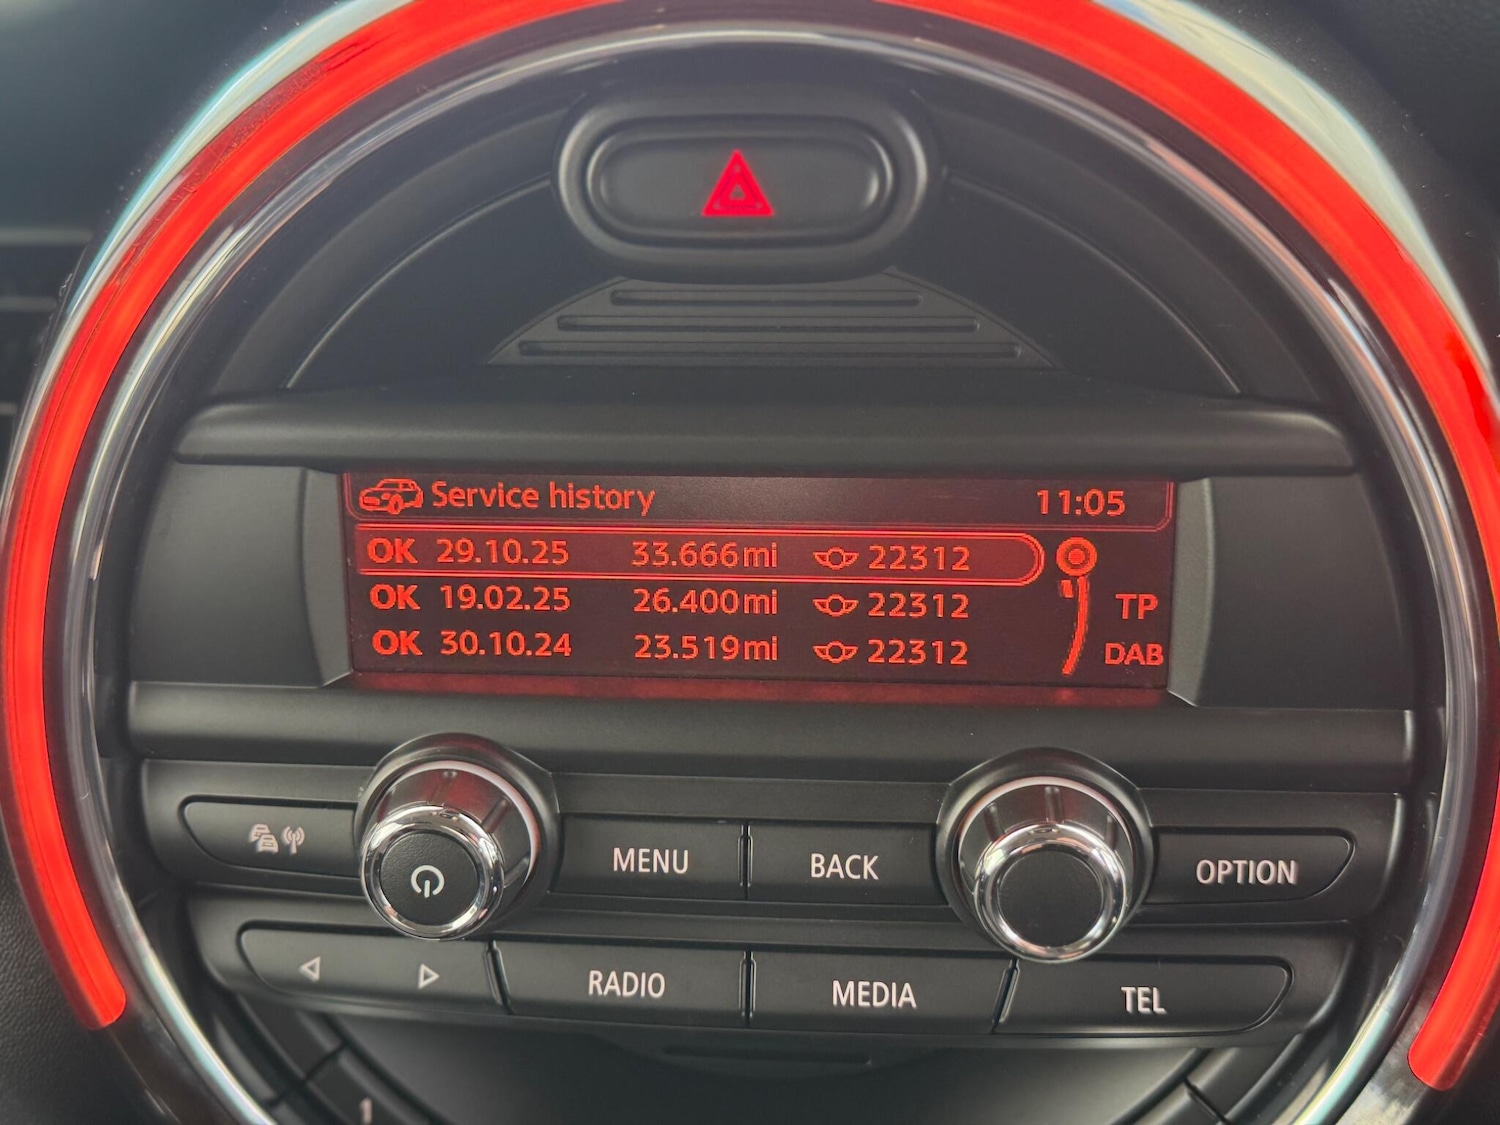 Service history 11:05
OK 29.10.25 33.666mi 22312
OK 19.02.25 26.400mi 22312
TP
OK 30.10.24 23.519mi 22312
DAB
MENU BACK OPTION
RADIO MEDIA TEL
1